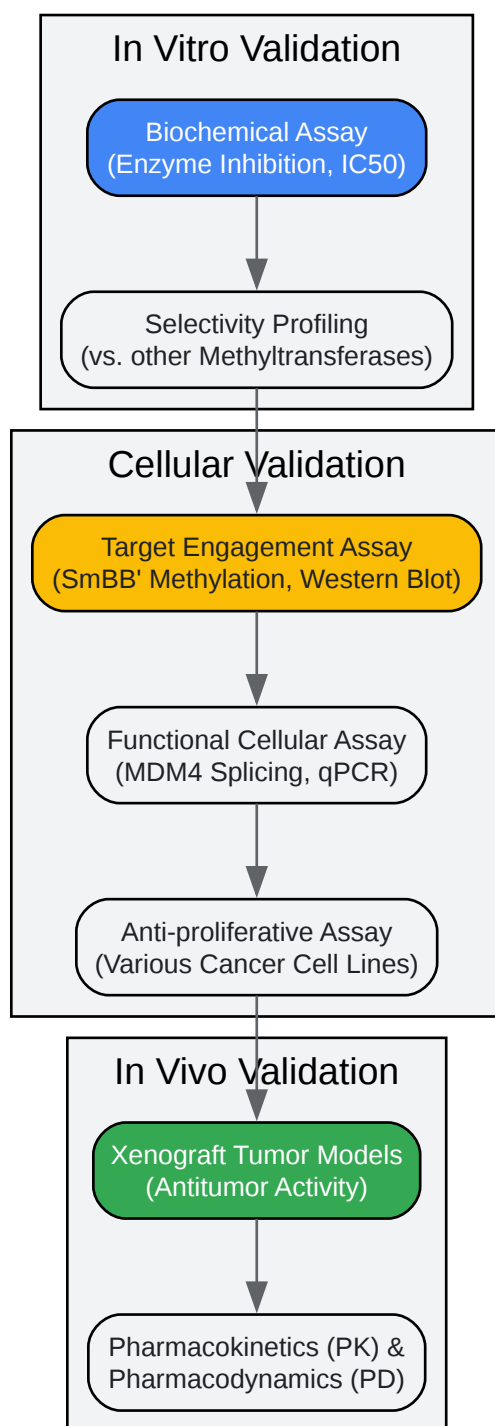 In Vitro Validation
Biochemical Assay
(Enzyme Inhibition, IC50)
Selectivity Profiling
(vs. other Methyltransferases)
Cellular Validation
Target Engagement Assay
(SmBB' Methylation, Western Blot)
Functional Cellular Assay
(MDM4 Splicing, qPCR)
Anti-proliferative Assay
(Various Cancer Cell Lines)
In Vivo Validation
Xenograft Tumor Models
(Antitumor Activity)
Pharmacokinetics (PK) &
Pharmacodynamics (PD)